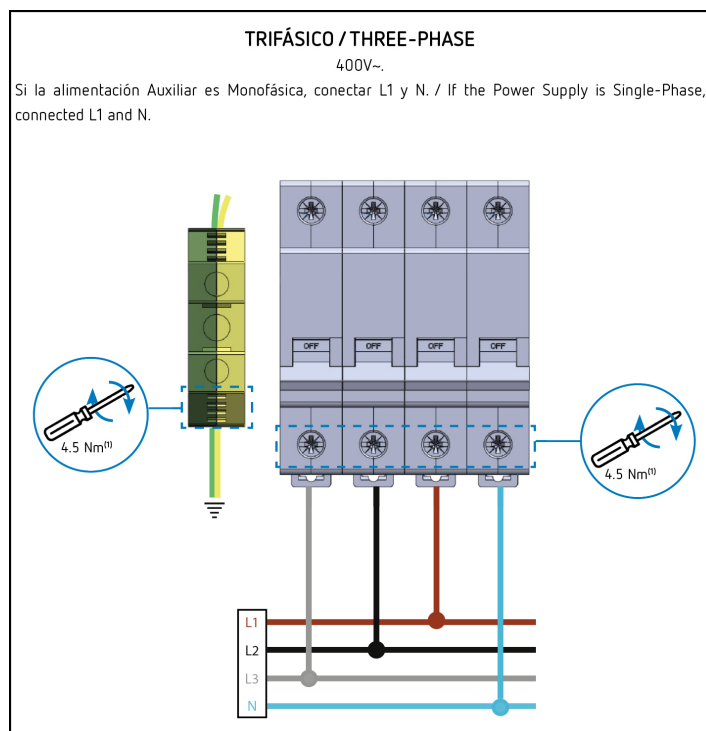 TRIFÁSICO / THREE-PHASE
400V~.
Si la alimentación Auxiliar es Monofásica, conectar L1 y N. / If the Power Supply is Single-Phase,
connected L1 and N.
OFF OFF OFF OFF
4.5 Nm⁽¹⁾
4.5 Nm⁽¹⁾
L1
L2
L3
N